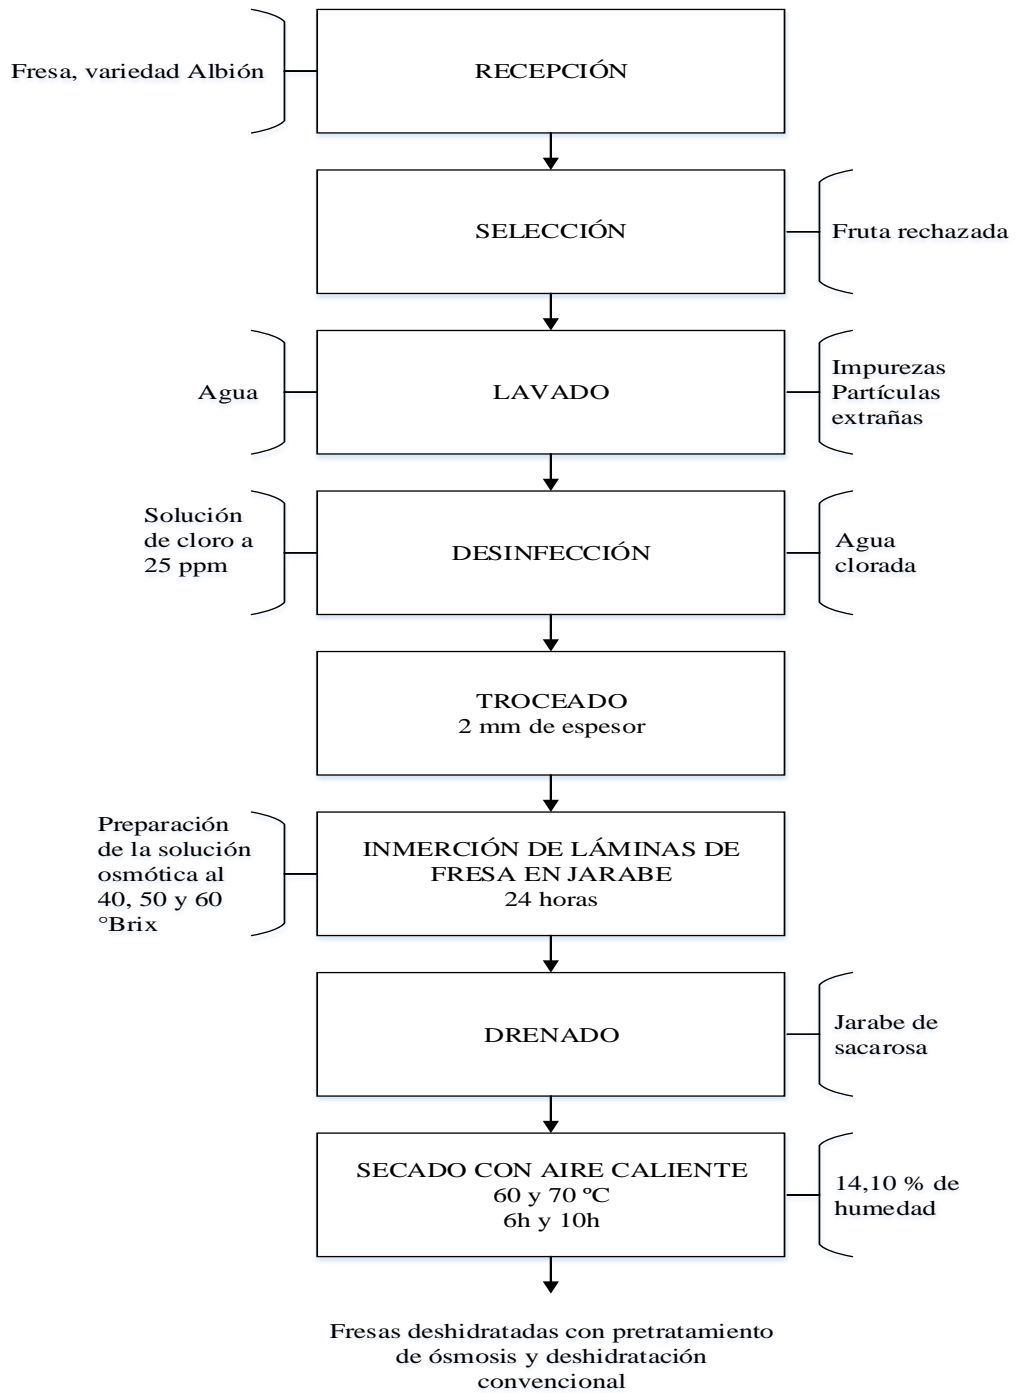 Fresa, variedad Albión
RECEPCIÓN
SELECCIÓN
Fruta rechazada
Agua
LAVADO
Impurezas
Partículas
extrañas
Solución
de cloro a
25 ppm
DESINFECCIÓN
Agua
clorada
TROCEADO
2 mm de espesor
Preparación
de la solución
osmótica al
40, 50 y 60
°Brix
INMERCIÓN DE LÁMINAS DE
FRESA EN JARABE
24 horas
DRENADO
Jarabe de
sacarosa
SECADO CON AIRE CALIENTE
60 y 70 ºC
6h y 10h
14,10 % de
humedad
Fresas deshidratadas con pretratamiento
de ósmosis y deshidratación
convencional